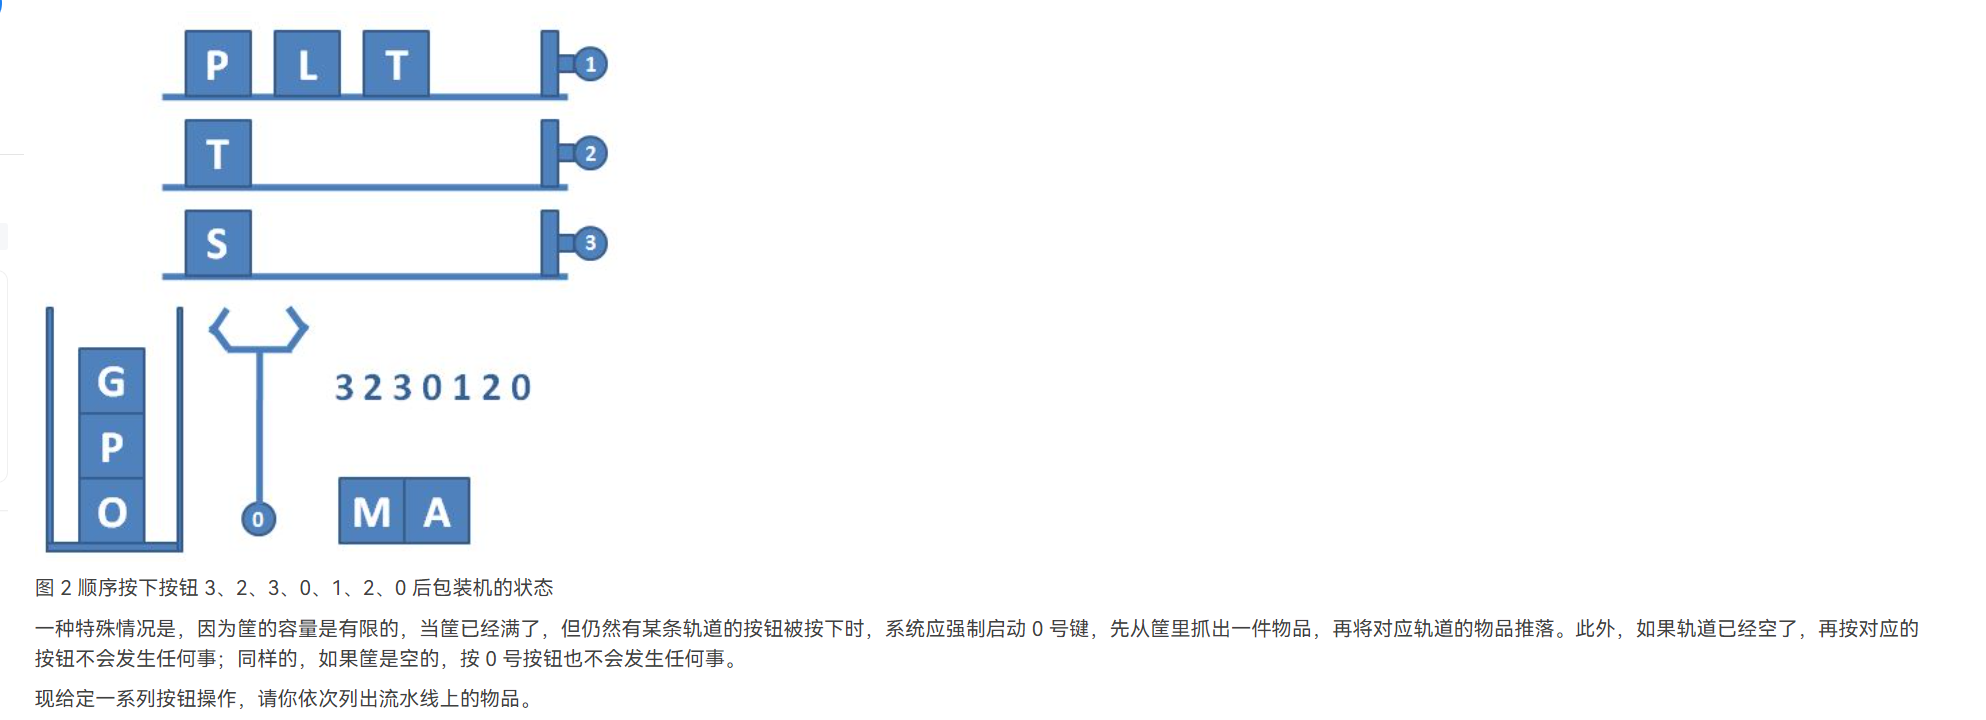 P L T 1
T 2
S 3
G
3 2 3 0 1 2 0
P
O 0 M A
图 2 顺序按下按钮 3、2、3、0、1、2、0 后包装机的状态
一种特殊情况是，因为筐的容量是有限的，当筐已经满了，但仍然有某条轨道的按钮被按下时，系统应强制启动 0 号键，先从筐里抓出一件物品，再将对应轨道的物品推落。此外，如果轨道已经空了，再按对应的
按钮不会发生任何事；同样的，如果筐是空的，按 0 号按钮也不会发生任何事。
现给定一系列按钮操作，请你依次列出流水线上的物品。